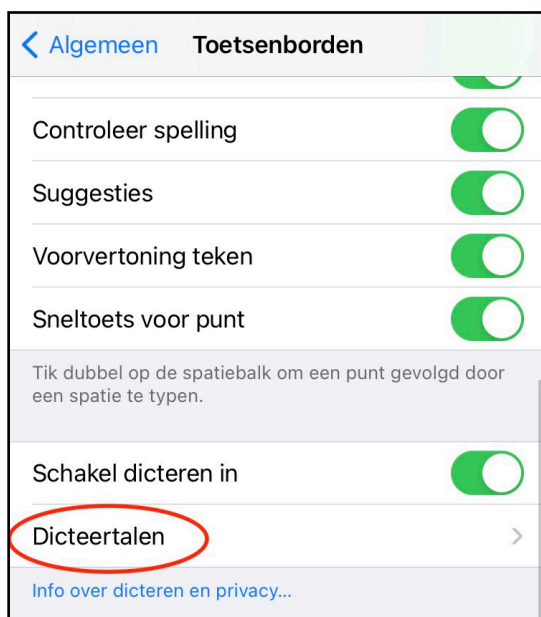 Algemeen Toetsenborden
Controleer spelling
Suggesties
Voorvertoning teken
Sneltoets voor punt
Tik dubbel op de spatiebalk om een punt gevolgd door
een spatie te typen.
Schakel dicteren in
Dicteertalen
Info over dicteren en privacy...